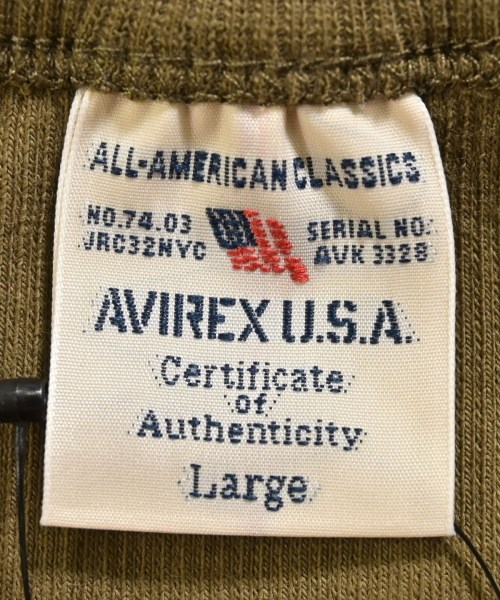 ALL-AMERICAN CLASSICS
NO.74.03
JRC32NYC
SERIAL NO.
AVK 3328
AVIREX U.S.A.
Certificate
of
Authenticity
Large